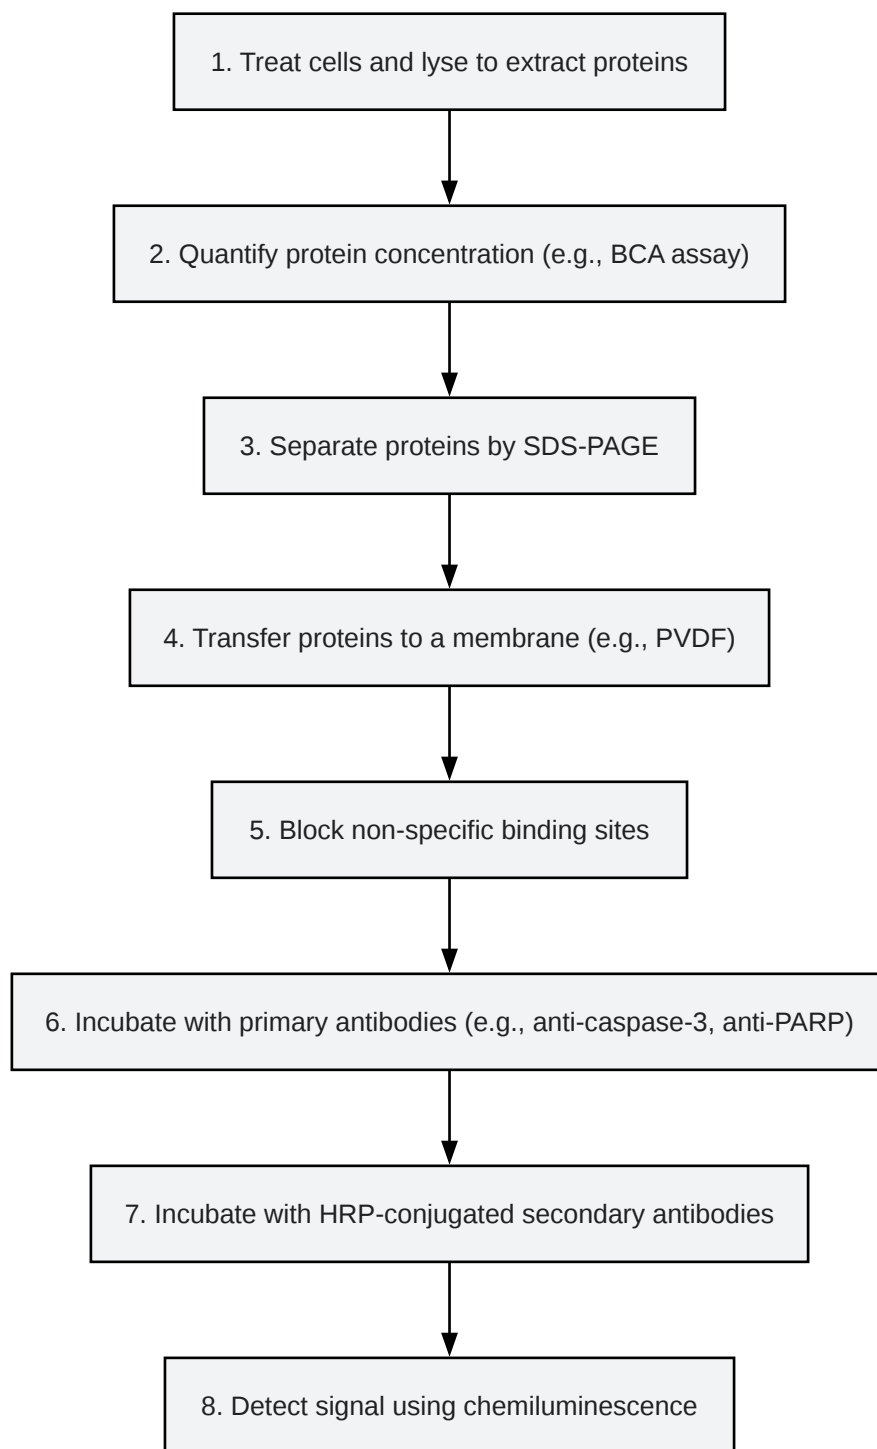 1. Treat cells and lyse to extract proteins
2. Quantify protein concentration (e.g., BCA assay)
3. Separate proteins by SDS-PAGE
4. Transfer proteins to a membrane (e.g., PVDF)
5. Block non-specific binding sites
6. Incubate with primary antibodies (e.g., anti-caspase-3, anti-PARP)
7. Incubate with HRP-conjugated secondary antibodies
8. Detect signal using chemiluminescence